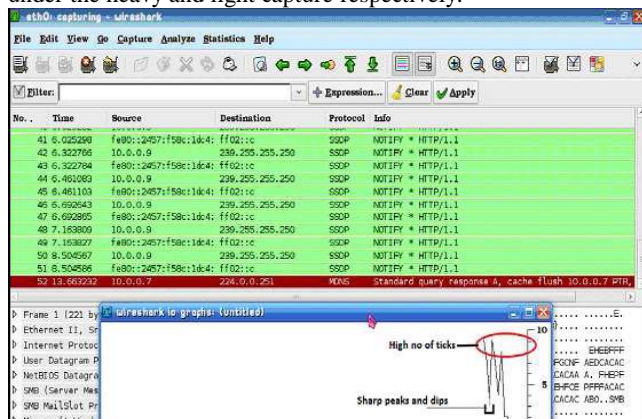 under the heavy and light capture respectively.
eth0: capturing - wireshark
File Edit View Go Capture Analyze Statistics Help
Filter: Expression... Clear Apply
No. . Time Source Destination Protocol Info
41 6.025290 fe80::2457:f58c:1dc4: ff02::c SSDP NOTIFY * HTTP/1.1
42 6.322766 10.0.0.9 239.255.255.250 SSDP NOTIFY * HTTP/1.1
43 6.322784 fe80::2457:f58c:1dc4: ff02::c SSDP NOTIFY * HTTP/1.1
44 6.461083 10.0.0.9 239.255.255.250 SSDP NOTIFY * HTTP/1.1
45 6.461103 fe80::2457:f58c:1dc4: ff02::c SSDP NOTIFY * HTTP/1.1
46 6.692643 10.0.0.9 239.255.255.250 SSDP NOTIFY * HTTP/1.1
47 6.692865 fe80::2457:f58c:1dc4: ff02::c SSDP NOTIFY * HTTP/1.1
48 7.163809 10.0.0.9 239.255.255.250 SSDP NOTIFY * HTTP/1.1
49 7.163827 fe80::2457:f58c:1dc4: ff02::c SSDP NOTIFY * HTTP/1.1
50 8.504567 10.0.0.9 239.255.255.250 SSDP NOTIFY * HTTP/1.1
51 8.504586 fe80::2457:f58c:1dc4: ff02::c SSDP NOTIFY * HTTP/1.1
52 13.663232 10.0.0.7 224.0.0.251 MDNS Standard query response A, cache flush 10.0.0.7 PTR,
Frame 1 (221 by
Ethernet II, Sr
Internet Protoc
User Datagram P
NetBIOS Datagra
SMB (Server Mes
SMB MailSlot Pr
wireshark io graphs: (untitled)
High no of ticks
10
Sharp peaks and dips
5